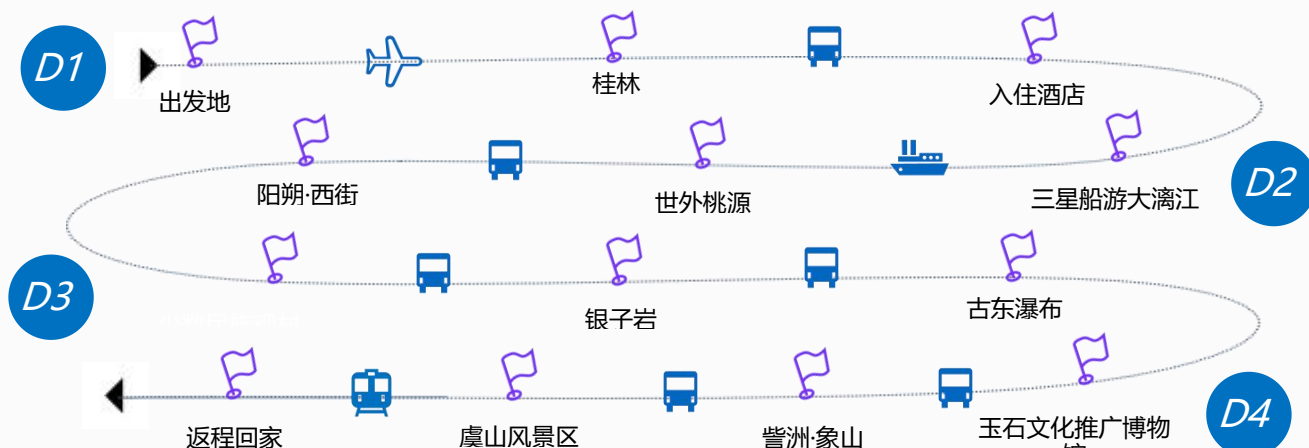 D1
出发地
桂林
入住酒店
D2
三星船游大漓江
世外桃源
阳朔·西街
D3
银子岩
古东瀑布
D4
玉石文化推广博物
訾洲·象山
虞山风景区
返程回家